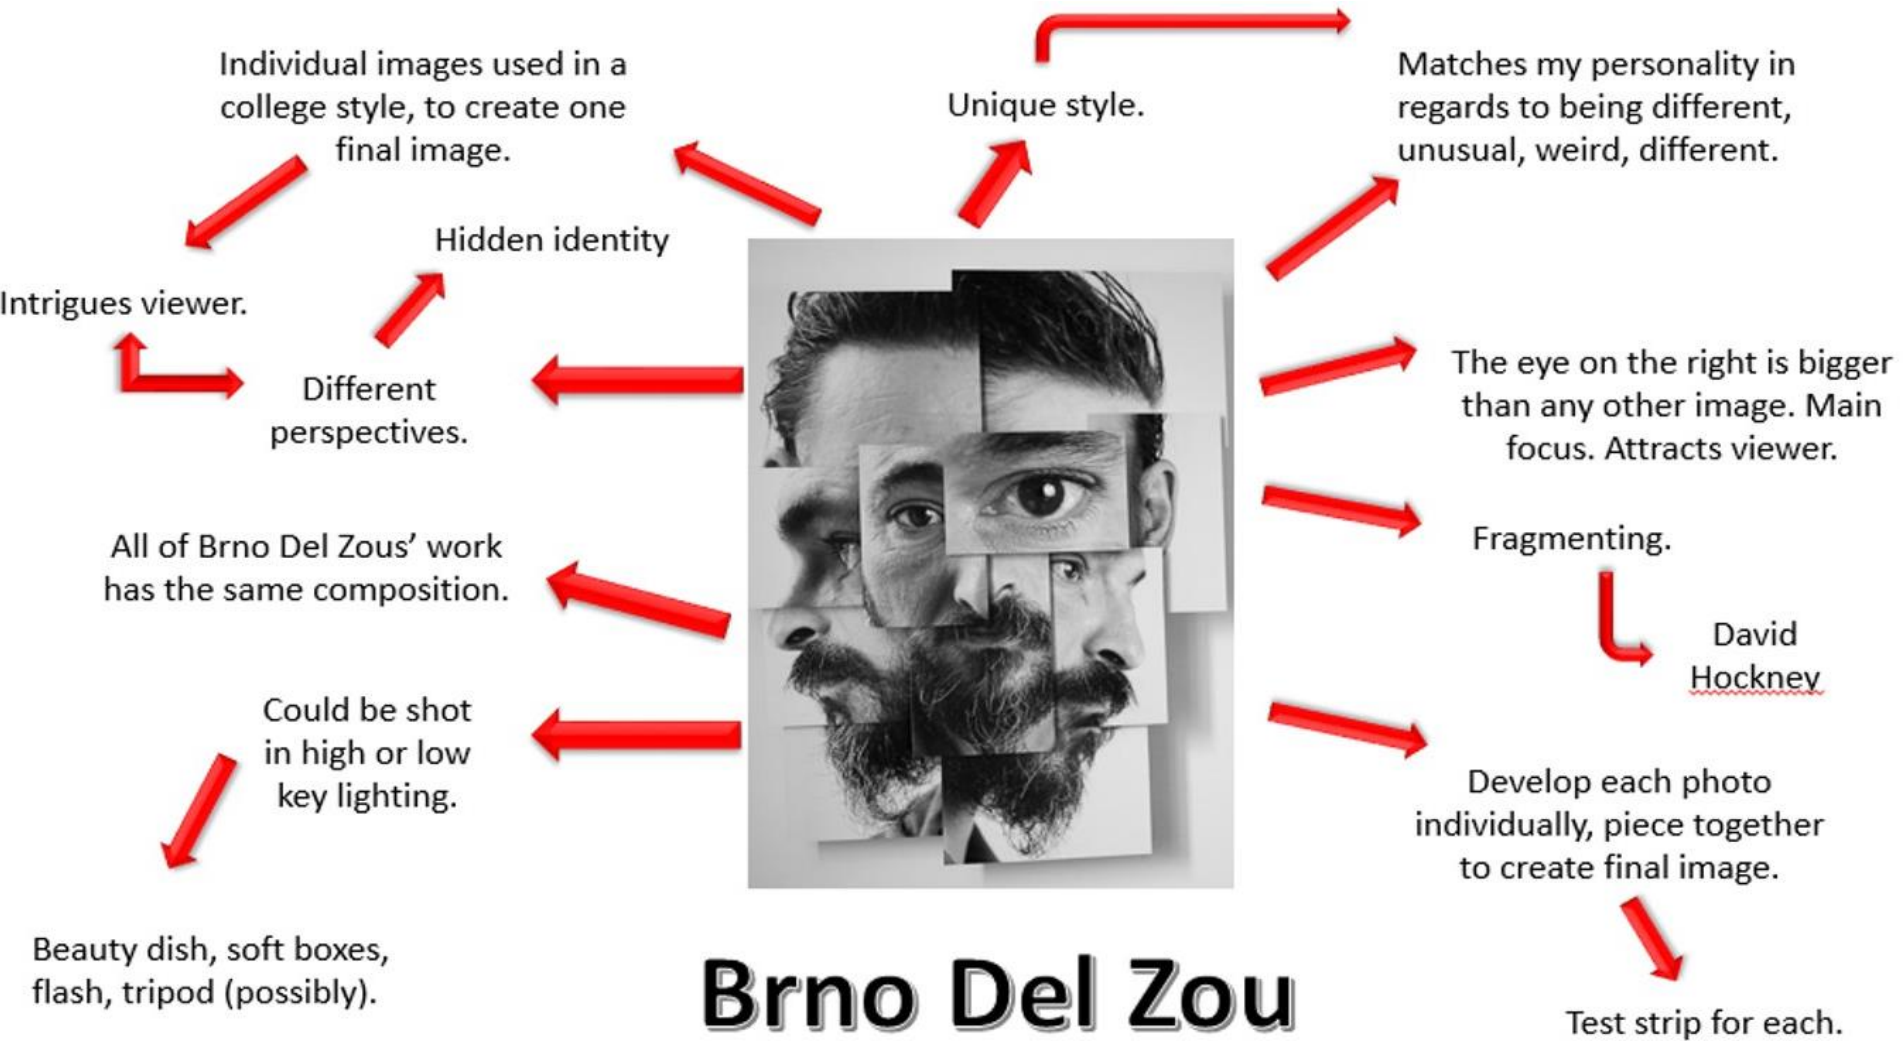 Individual images used in a
college style, to create one
final image.
Unique style.
Matches my personality in
regards to being different,
unusual, weird, different.
Hidden identity
Intrigues viewer.
Different
perspectives.
The eye on the right is bigger
than any other image. Main
focus. Attracts viewer.
All of Brno Del Zous’ work
has the same composition.
Fragmenting.
David
Hockney
Could be shot
in high or low
key lighting.
Develop each photo
individually, piece together
to create final image.
Beauty dish, soft boxes,
flash, tripod (possibly).
Brno Del Zou
Test strip for each.